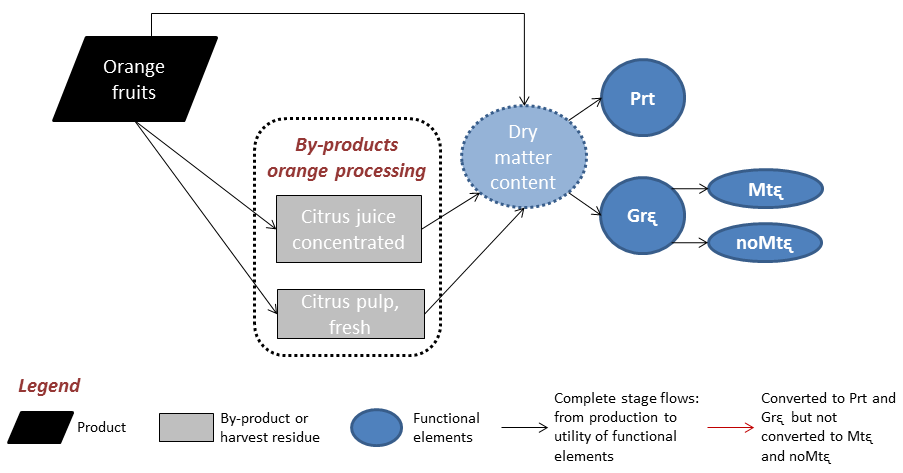 Orange
fruits
By-products
orange processing
Citrus juice
concentrated
Citrus pulp,
fresh
Dry
matter
content
Prt
Grξ
Mtξ
noMtξ
Legend
Product
By-product or
harvest residue
Functional
elements
Complete stage flows:
from production to
utility of functional
elements
Converted to Prt and
Grξ but not
converted to Mtξ
and noMtξ